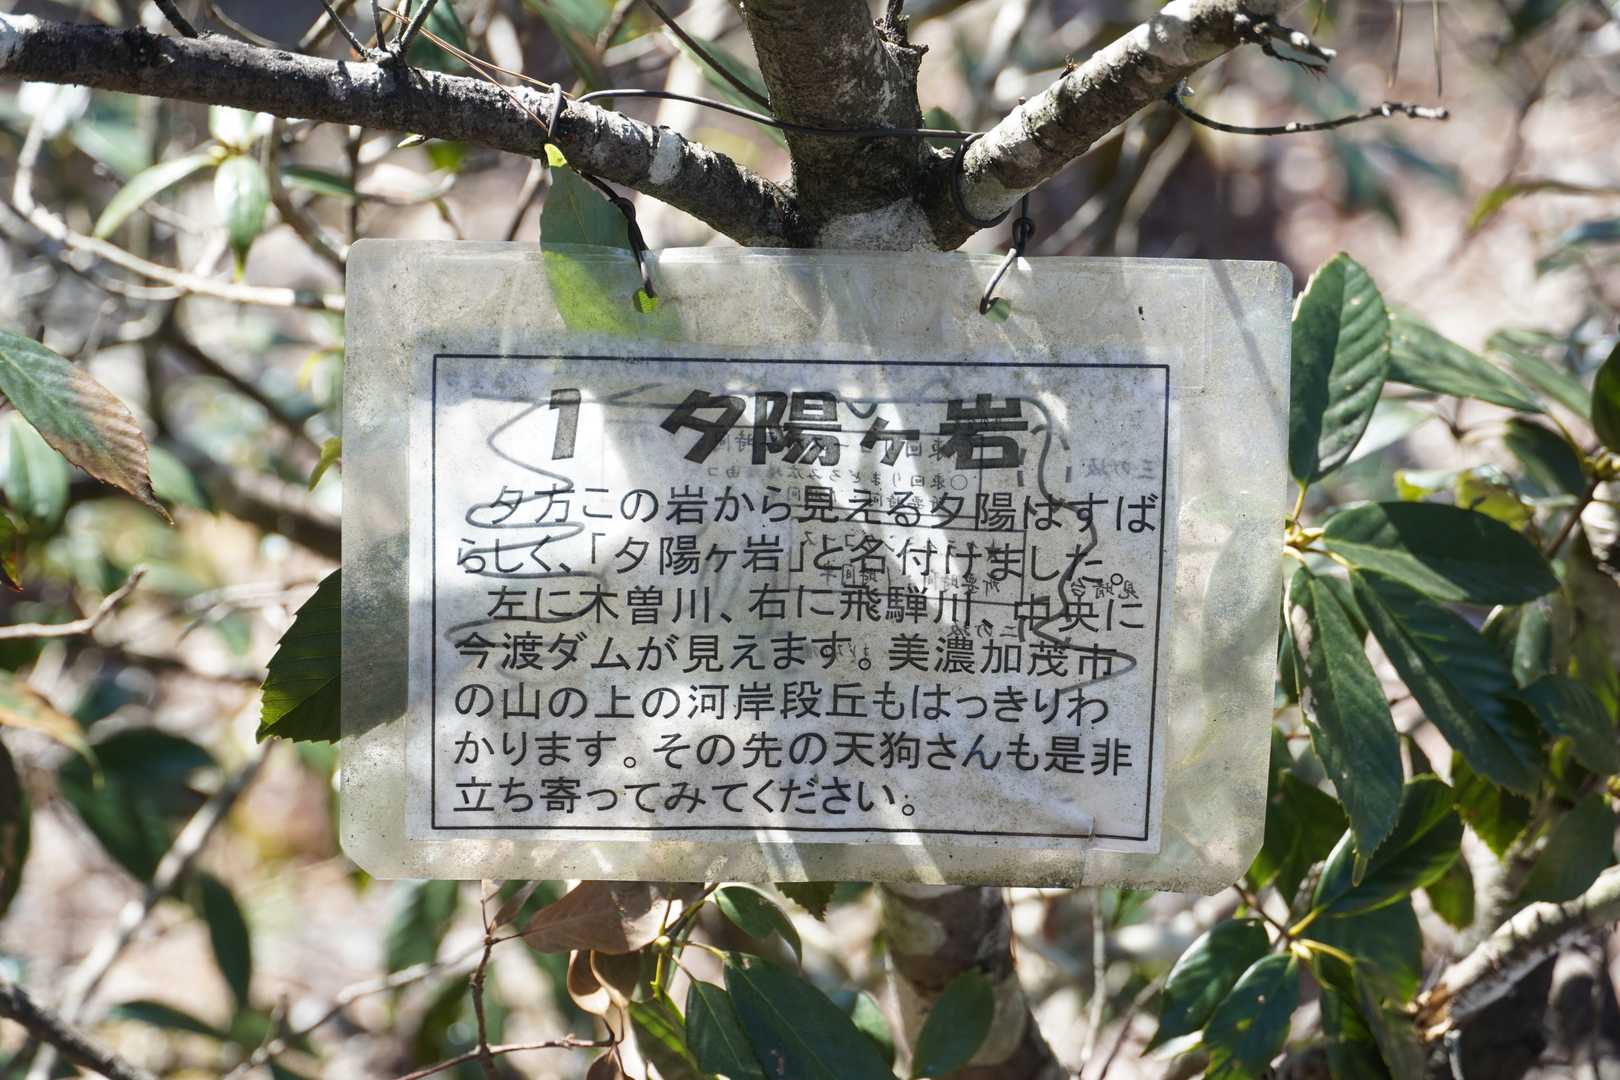 1 夕陽ヶ岩
夕方この岩から見える夕陽はすば
らしく、「夕陽ヶ岩」と名付けました。
左に木曽川、右に飛騨川、中央に
今渡ダムが見えます。美濃加茂市
の山の上の河岸段丘もはっきりわ
かります。その先の天狗さんも是非
立ち寄ってみてください。